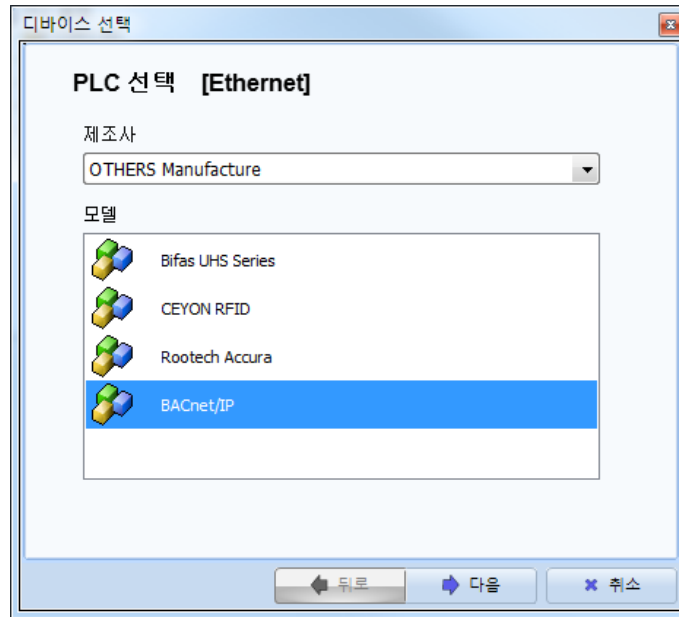 디바이스 선택
PLC 선택 [Ethernet]
제조사
OTHERS Manufacture
모델
Bifas UHS Series
CEYON RFID
Rootech Accura
BACnet/IP
뒤로 다음 취소